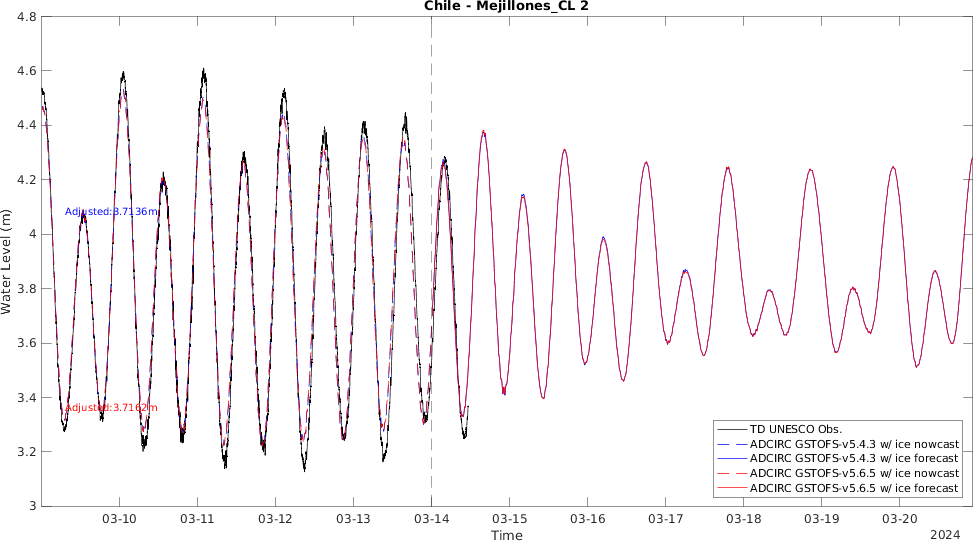 Chile - Mejillones_CL 2
Water Level (m)
4.8
4.6
4.4
4.2
4
3.8
3.6
3.4
3.2
3
Adjusted:3.7136m
Adjusted:3.7162m
TD UNESCO Obs.
ADCIRC GSTOFS-v5.4.3 w/ ice nowcast
ADCIRC GSTOFS-v5.4.3 w/ ice forecast
ADCIRC GSTOFS-v5.6.5 w/ ice nowcast
ADCIRC GSTOFS-v5.6.5 w/ ice forecast
03-10 03-11 03-12 03-13 03-14 03-15 03-16 03-17 03-18 03-19 03-20
Time
2024